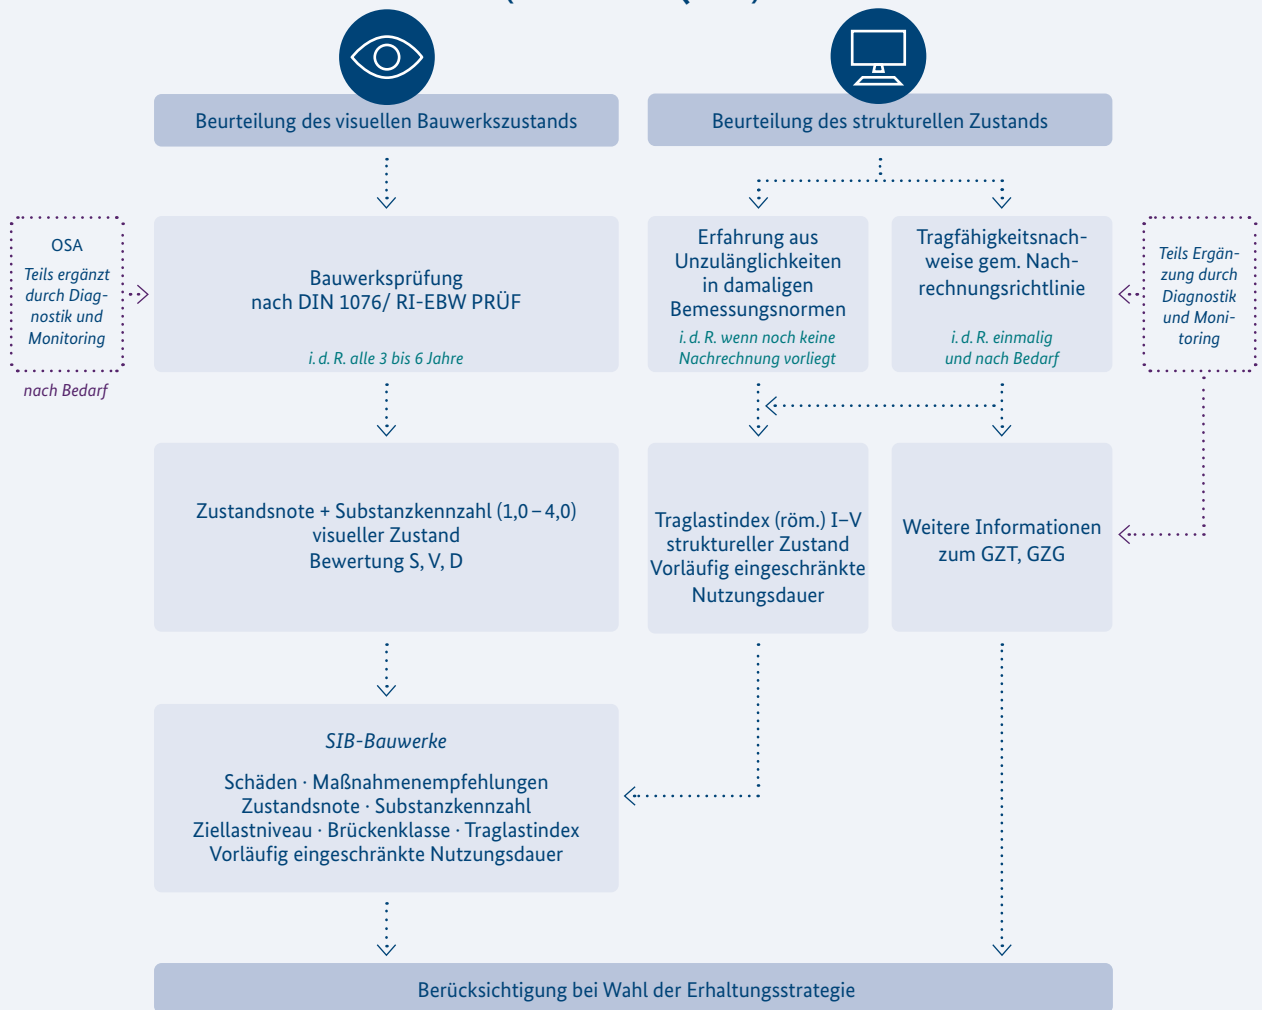 Beurteilung des visuellen Bauwerkszustands
Beurteilung des strukturellen Zustands
OSA
Teils ergänzt
durch Diag-
nostik und
Monitoring
nach Bedarf
Bauwerksprüfung
nach DIN 1076/ RI-EBW PRÜF
i. d. R. alle 3 bis 6 Jahre
Erfahrung aus
Unzulänglichkeiten
in damaligen
Bemessungsnormen
i. d. R. wenn noch keine
Nachrechnung vorliegt
Tragfähigkeitsnach-
weise gem. Nach-
rechnungsrichtlinie
i. d. R. einmalig
und nach Bedarf
Teils Ergän-
zung durch
Diagnostik
und Moni-
toring
Zustandsnote + Substanzkennzahl (1,0 – 4,0)
visueller Zustand
Bewertung S, V, D
Traglastindex (röm.) I–V
struktureller Zustand
Vorläufig eingeschränkte
Nutzungsdauer
Weitere Informationen
zum GZT, GZG
SIB-Bauwerke
Schäden · Maßnahmenempfehlungen
Zustandsnote · Substanzkennzahl
Ziellastniveau · Brückenklasse · Traglastindex
Vorläufig eingeschränkte Nutzungsdauer
Berücksichtigung bei Wahl der Erhaltungsstrategie